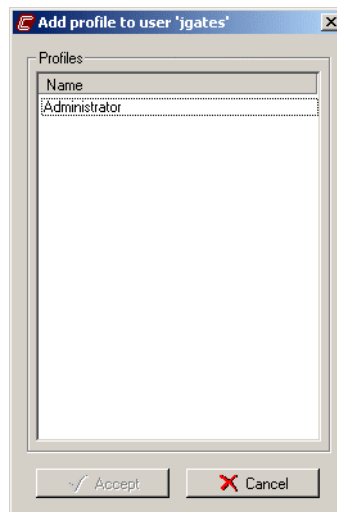 Add profile to user 'jgates'
Profiles
Name
Administrator
Accept
Cancel